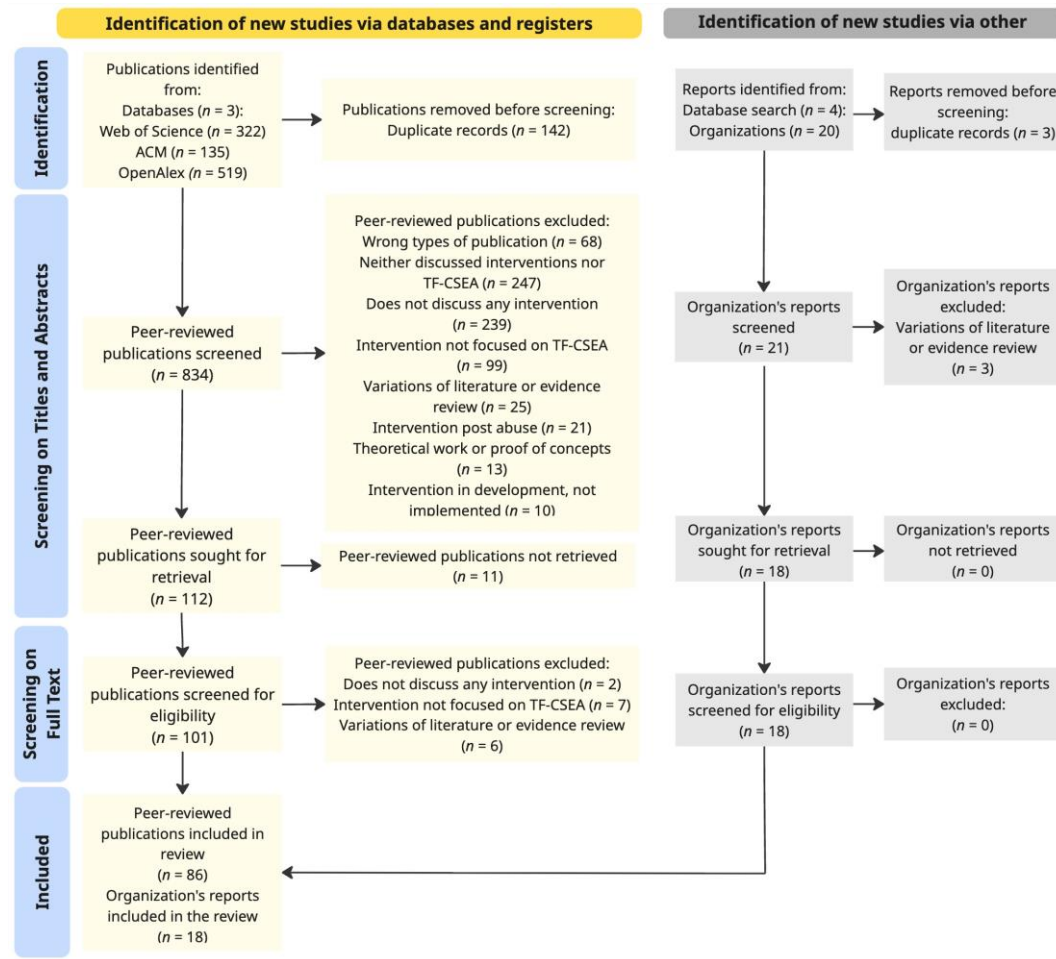 Identification of new studies via databases and registers
Identification of new studies via other
Identification
Publications identified
from:
Databases (n = 3):
Web of Science (n = 322)
ACM (n = 135)
OpenAlex (n = 519)
Publications removed before screening:
Duplicate records (n = 142)
Reports identified from:
Database search (n = 4):
Organizations (n = 20)
Reports removed before
screening:
duplicate records (n = 3)
Screening on Titles and Abstracts
Peer-reviewed
publications screened
(n = 834)
Peer-reviewed publications excluded:
Wrong types of publication (n = 68)
Neither discussed interventions nor
TF-CSEA (n = 247)
Does not discuss any intervention
(n = 239)
Intervention not focused on TF-CSEA
(n = 99)
Variations of literature or evidence
review (n = 25)
Intervention post abuse (n = 21)
Theoretical work or proof of concepts
(n = 13)
Intervention in development, not
implemented (n = 10)
Organization's reports
screened
(n = 21)
Organization's reports
excluded:
Variations of literature
or evidence review
(n = 3)
Peer-reviewed
publications sought for
retrieval
(n = 112)
Peer-reviewed publications not retrieved
(n = 11)
Organization's reports
sought for retrieval
(n = 18)
Organization's reports
not retrieved
(n = 0)
Screening on
Full Text
Peer-reviewed
publications screened for
eligibility
(n = 101)
Peer-reviewed publications excluded:
Does not discuss any intervention (n = 2)
Intervention not focused on TF-CSEA (n = 7)
Variations of literature or evidence review
(n = 6)
Organization's reports
screened for eligibility
(n = 18)
Organization's reports
excluded:
(n = 0)
Included
Peer-reviewed
publications included in
review
(n = 86)
Organization's reports
included in the review
(n = 18)